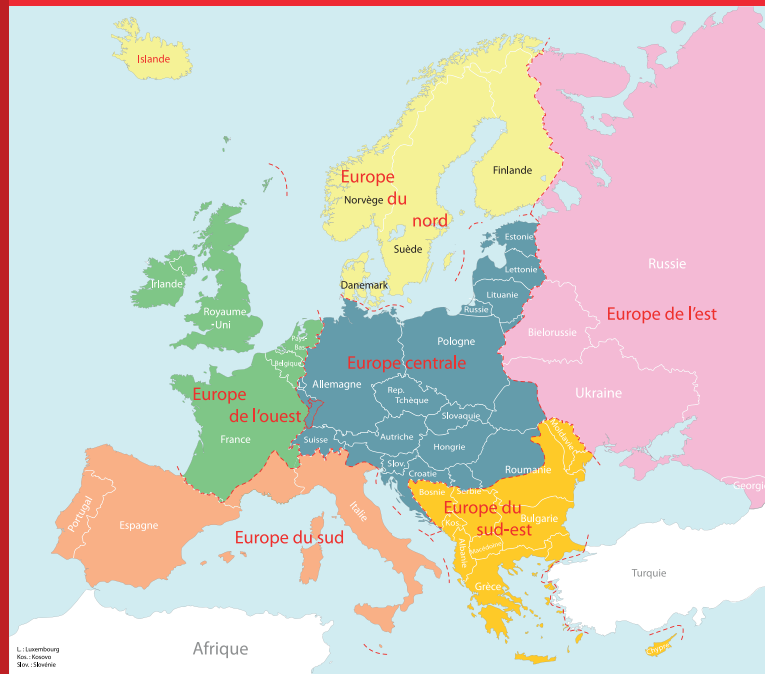 Islande
Finlande
Europe
Norvège du
nord
Suède
Estonie
Russie
Lettonie
Danemark
Irlande
Lituanie
Russie
Royaume
-Uni
Europe de l'est
Bielorussie
Pays-
Bas.
Pologne
Belgique
Europe centrale
Allemagne
Rep.
Tchèque
Ukraine
Europe
de l'ouest
Slovaquie
France
Suisse
Autriche
Hongrie
Moldavie
Slov.
Croatie
Roumanie
Georgie
Bosnie
Serbie
Portugal
Espagne
Italie
Europe du
sud-est
Kos.
Bulgarie
Europe du sud
Albanie
Macédoine
Turquie
Grèce
Afrique
Chypre
L. : Luxembourg
Kos. : Kosovo
Slov. : Slovénie